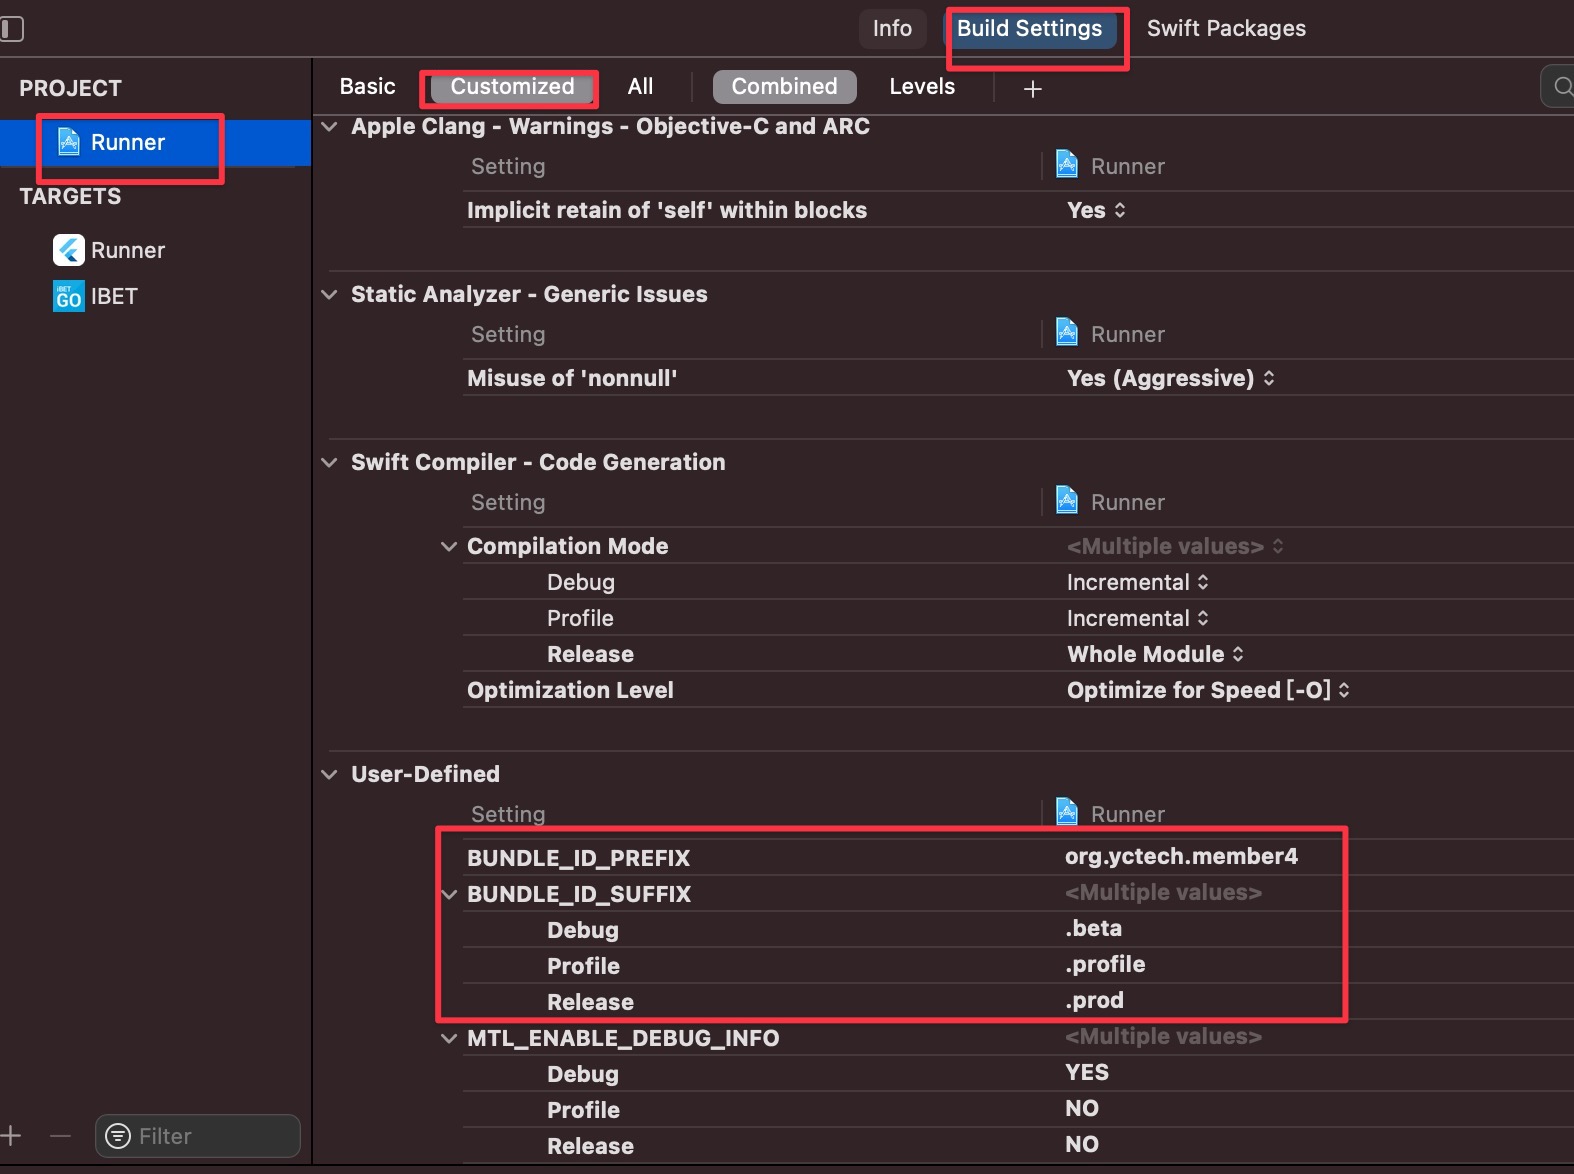 Info Build Settings Swift Packages
PROJECT
Basic Customized All Combined Levels +
Runner
TARGETS
Runner
iBET GO IBET
Filter
Apple Clang - Warnings - Objective-C and ARC
Setting Runner
Implicit retain of 'self' within blocks Yes
Static Analyzer - Generic Issues
Setting Runner
Misuse of 'nonnull' Yes (Aggressive)
Swift Compiler - Code Generation
Setting Runner
Compilation Mode <Multiple values>
Debug Incremental
Profile Incremental
Release Whole Module
Optimization Level Optimize for Speed [-O]
User-Defined
Setting Runner
BUNDLE_ID_PREFIX org.yctech.member4
BUNDLE_ID_SUFFIX <Multiple values>
Debug .beta
Profile .profile
Release .prod
MTL_ENABLE_DEBUG_INFO <Multiple values>
Debug YES
Profile NO
Release NO